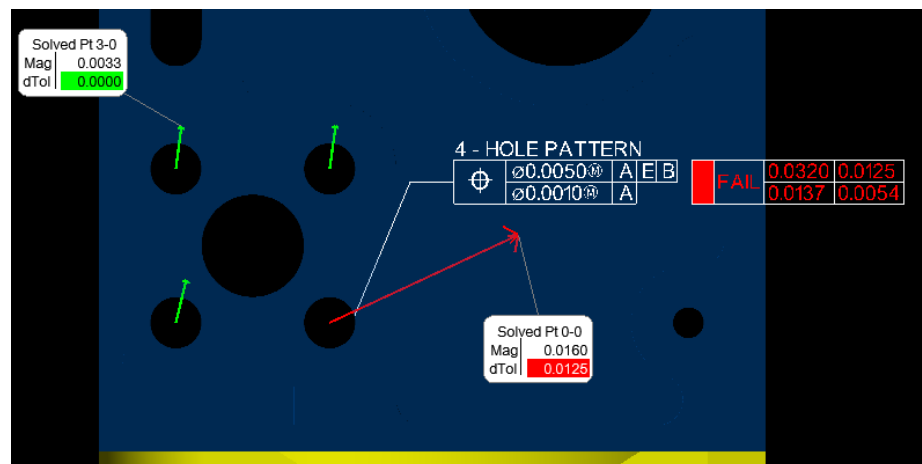 Solved Pt 3-0
Mag 0.0033
dTol 0.0000
4 - HOLE PATTERN
⌖ ⌀0.0050Ⓜ A E B
⌀0.0010Ⓜ A
FAIL 0.0320 0.0125
0.0137 0.0054
Solved Pt 0-0
Mag 0.0160
dTol 0.0125